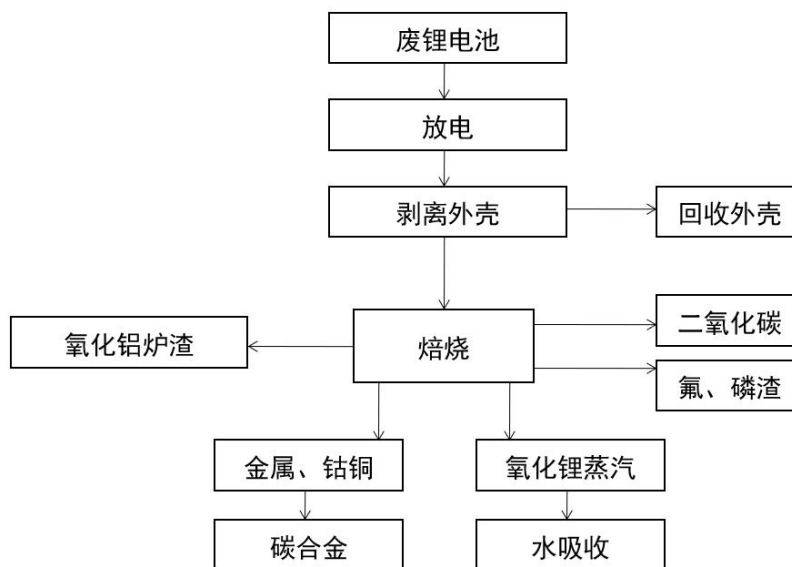 废锂电池
放电
剥离外壳
回收外壳
二氧化碳
氧化铝炉渣
焙烧
氟、磷渣
金属、钴铜
氧化锂蒸汽
碳合金
水吸收